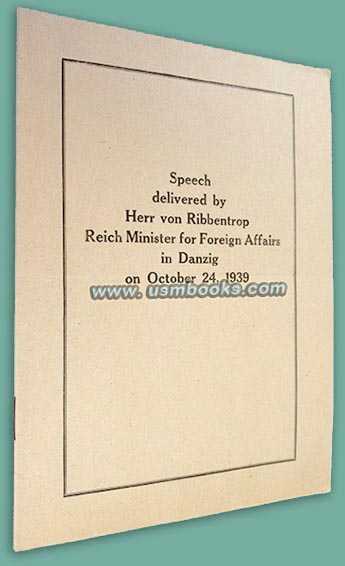 Speech
delivered by
Herr von Ribbentrop
Reich Minister for Foreign Affairs
in Danzig
on October 24, 1939
www.usmbooks.com